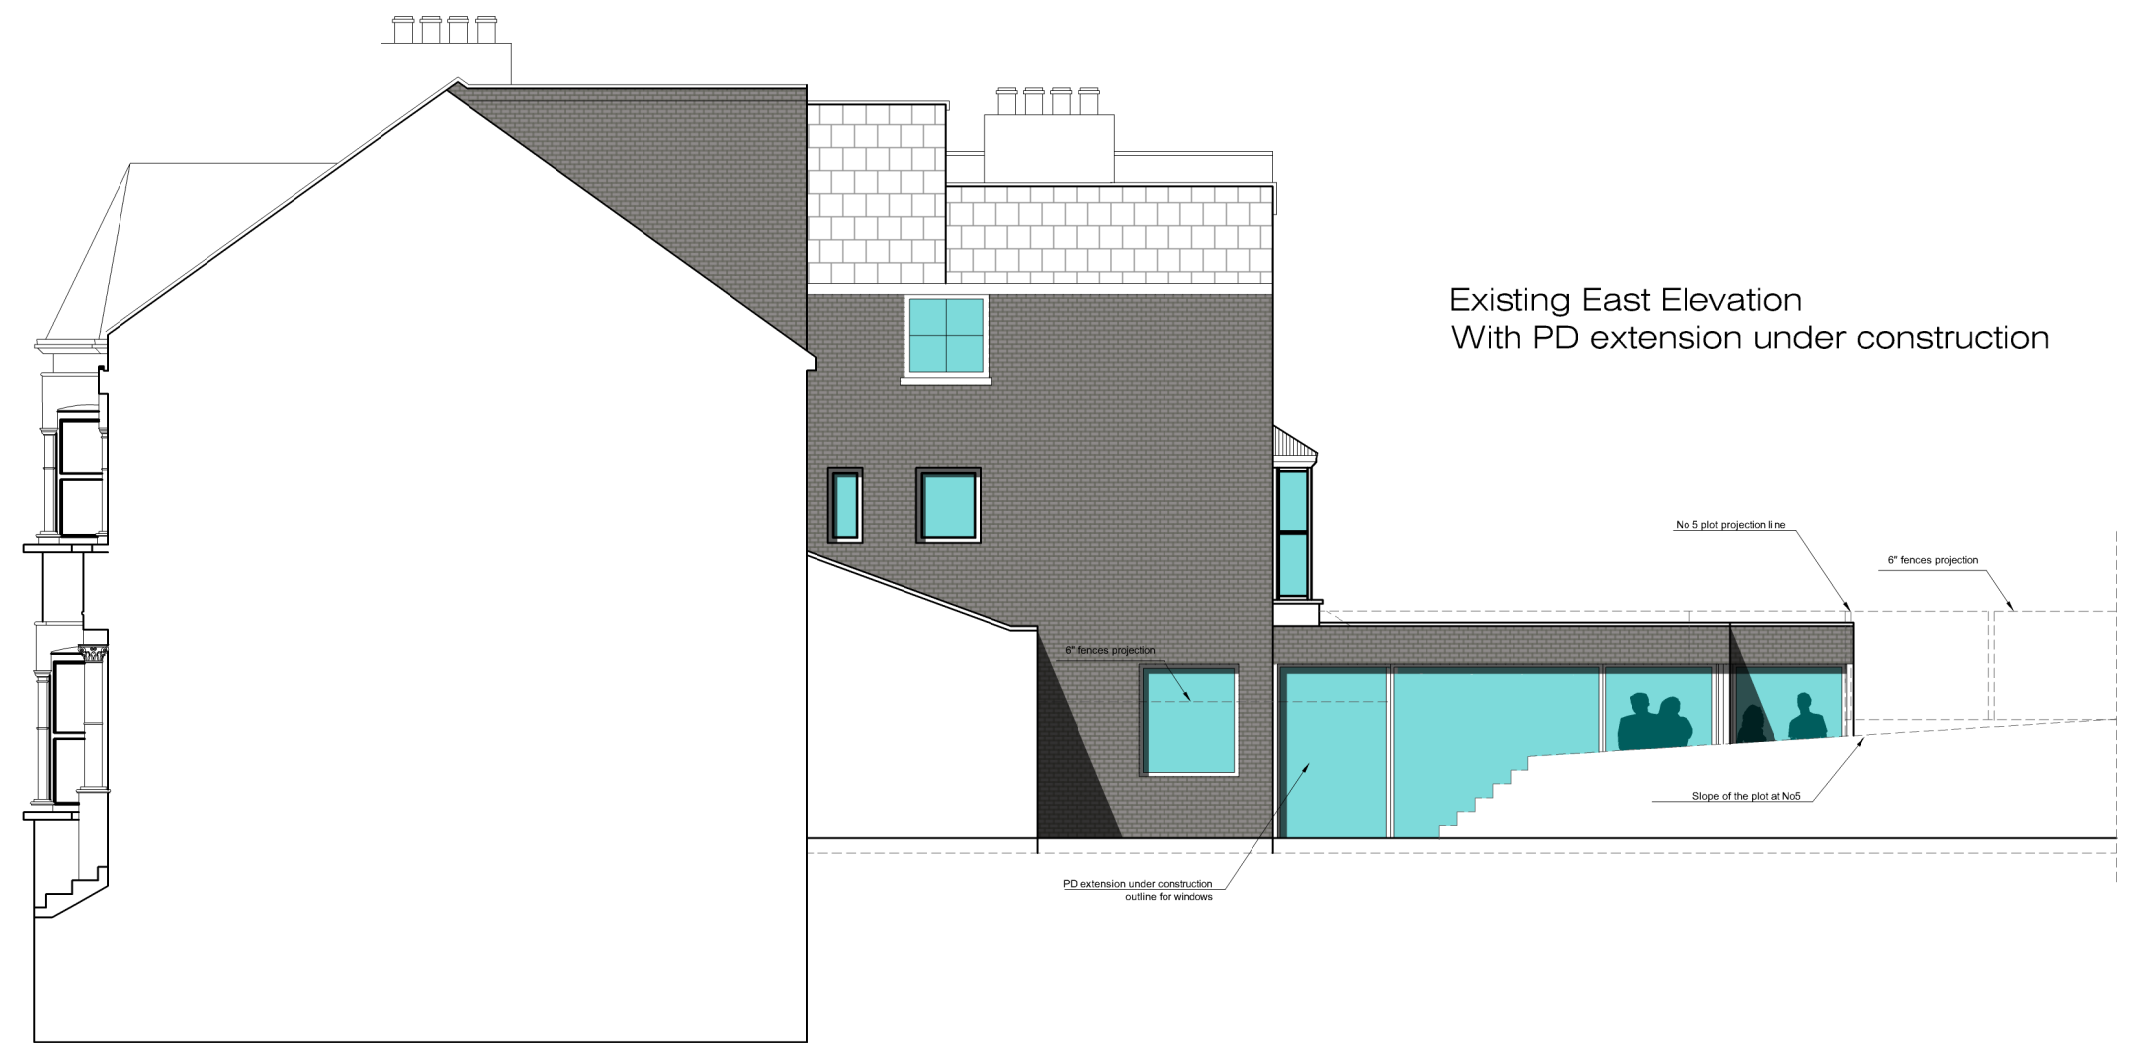 Existing East Elevation
With PD extension under construction
No 5 plot projection line
6" fences projection
6" fences projection
Slope of the plot at No5
PD extension under construction
outline for windows